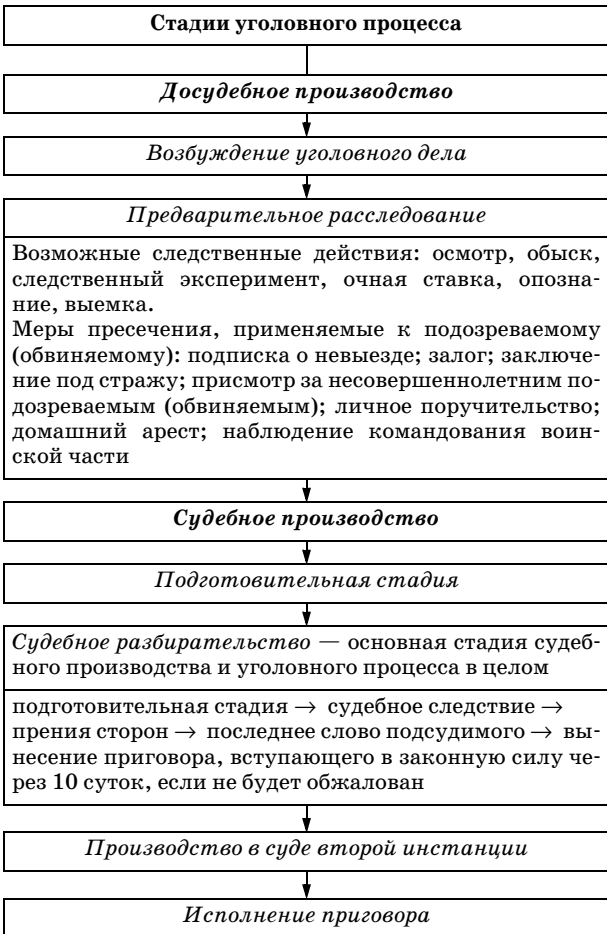 Стадии уголовного процесса
Досудебное производство
Возбуждение уголовного дела
Предварительное расследование
Возможные следственные действия: осмотр, обыск,
следственный эксперимент, очная ставка, опозна-
ние, выемка.
Меры пресечения, применяемые к подозреваемому
(обвиняемому): подписка о невыезде; залог; заключе-
ние под стражу; присмотр за несовершеннолетним по-
дозреваемым (обвиняемым); личное поручительство;
домашний арест; наблюдение командования воин-
ской части
Судебное производство
Подготовительная стадия
Судебное разбирательство — основная стадия судеб-
ного производства и уголовного процесса в целом
подготовительная стадия → судебное следствие →
прения сторон → последнее слово подсудимого → вы-
несение приговора, вступающего в законную силу че-
рез 10 суток, если не будет обжалован
Производство в суде второй инстанции
Исполнение приговора